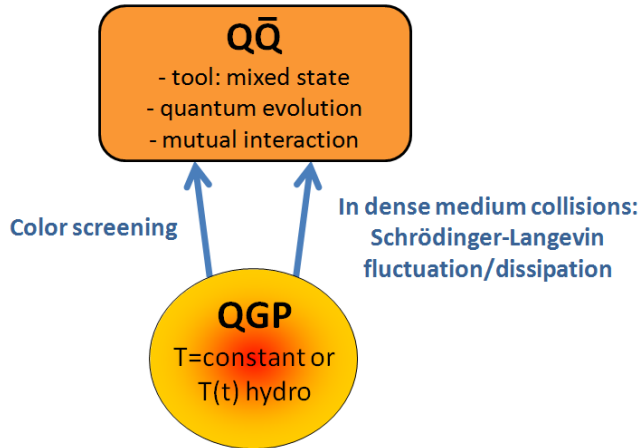 QQ̄
- tool: mixed state
- quantum evolution
- mutual interaction
Color screening
In dense medium collisions:
Schrödinger-Langevin
fluctuation/dissipation
QGP
T=constant or
T(t) hydro